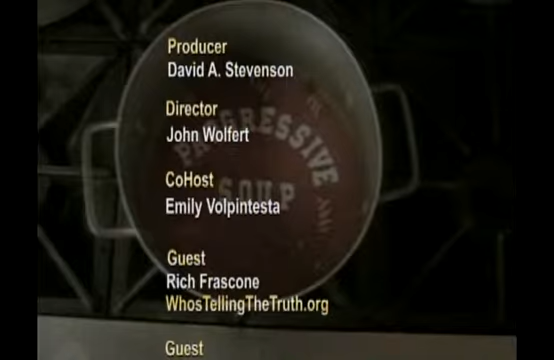 Producer
David A. Stevenson
Director
John Wolfert
PROGRESSIVE
SOUP
CoHost
Emily Volpintesta
Guest
Rich Frascone
WhosTellingTheTruth.org
Guest